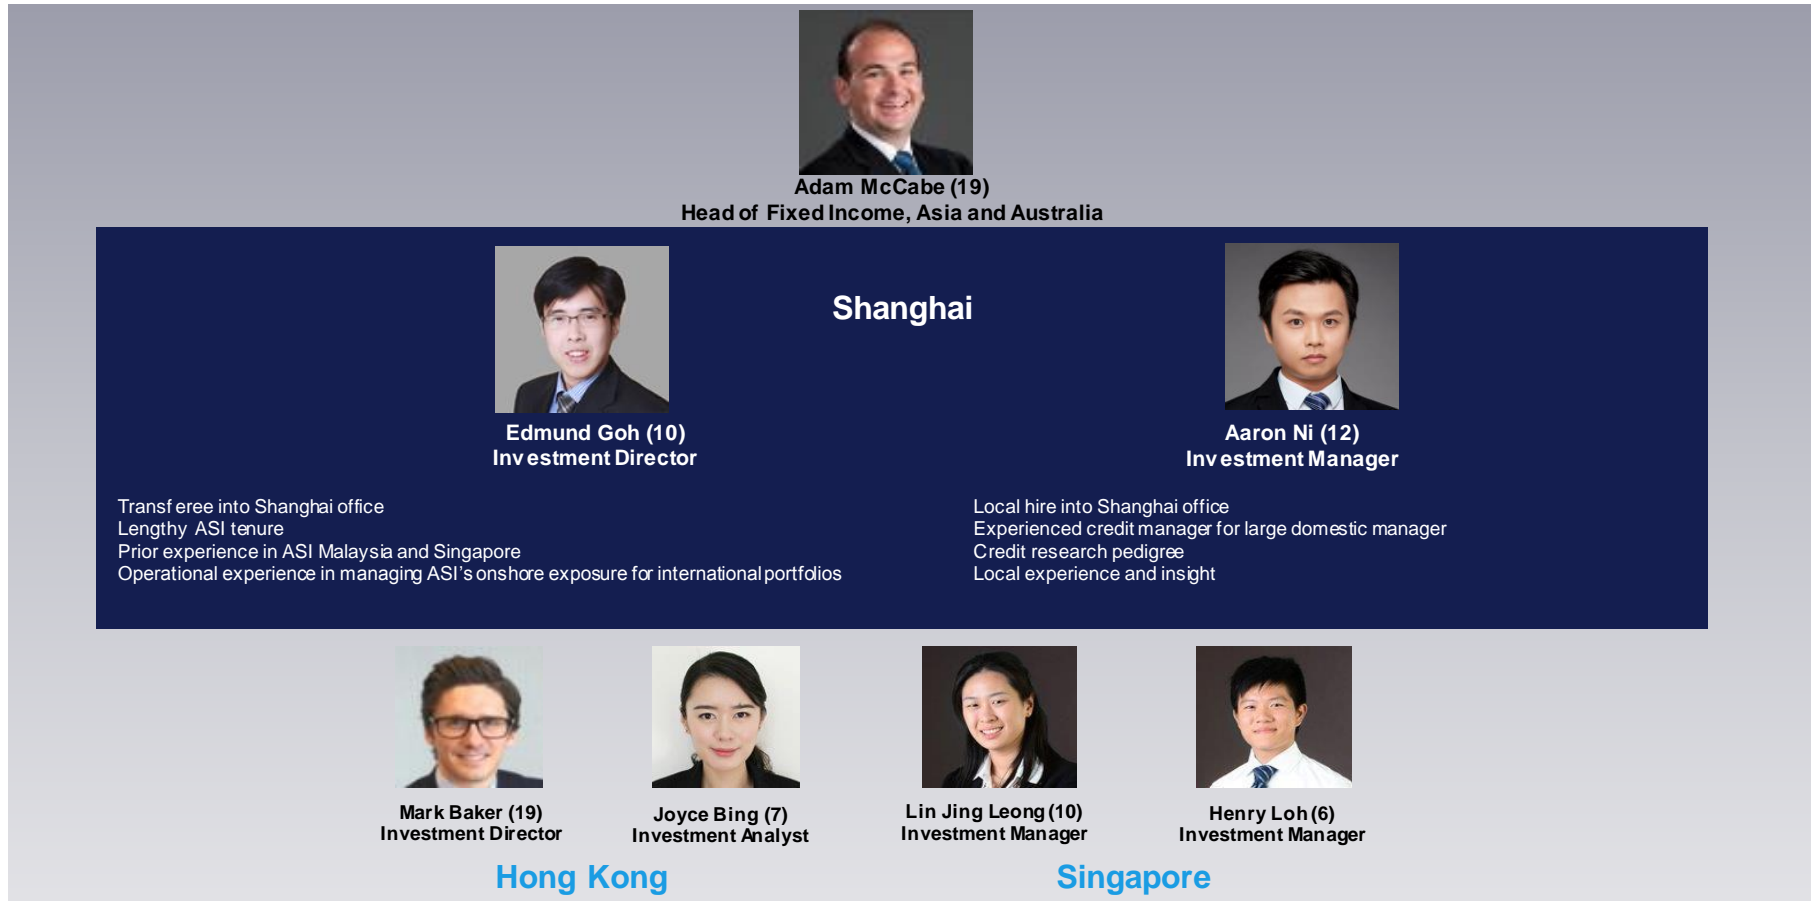 Adam McCabe (19)
Head of Fixed Income, Asia and Australia
Shanghai
Edmund Goh (10)
Investment Director
Transferee into Shanghai office
Lengthy ASI tenure
Prior experience in ASI Malaysia and Singapore
Operational experience in managing ASI's onshore exposure for international portfolios
Aaron Ni (12)
Investment Manager
Local hire into Shanghai office
Experienced credit manager for large domestic manager
Credit research pedigree
Local experience and insight
Mark Baker (19)
Investment Director
Joyce Bing (7)
Investment Analyst
Hong Kong
Lin Jing Leong (10)
Investment Manager
Henry Loh (6)
Investment Manager
Singapore